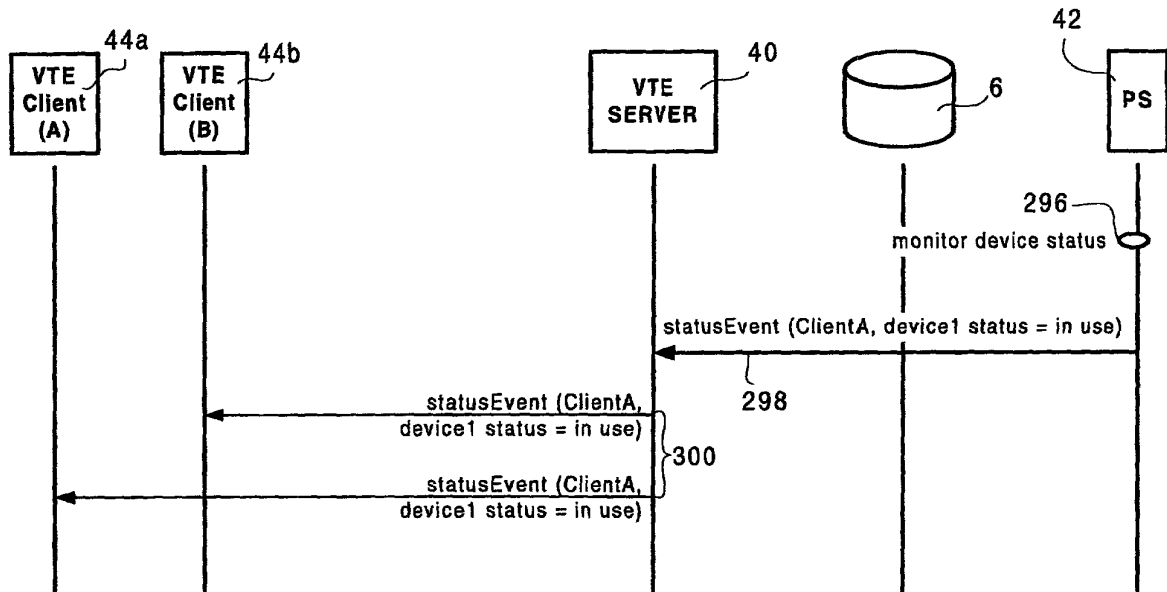 44a
44b
40
6
42
VTE
Client
(A)
VTE
Client
(B)
VTE
SERVER
PS
296
monitor device status
statusEvent (ClientA, device1 status = in use)
298
statusEvent (ClientA,
device1 status = in use)
300
statusEvent (ClientA,
device1 status = in use)